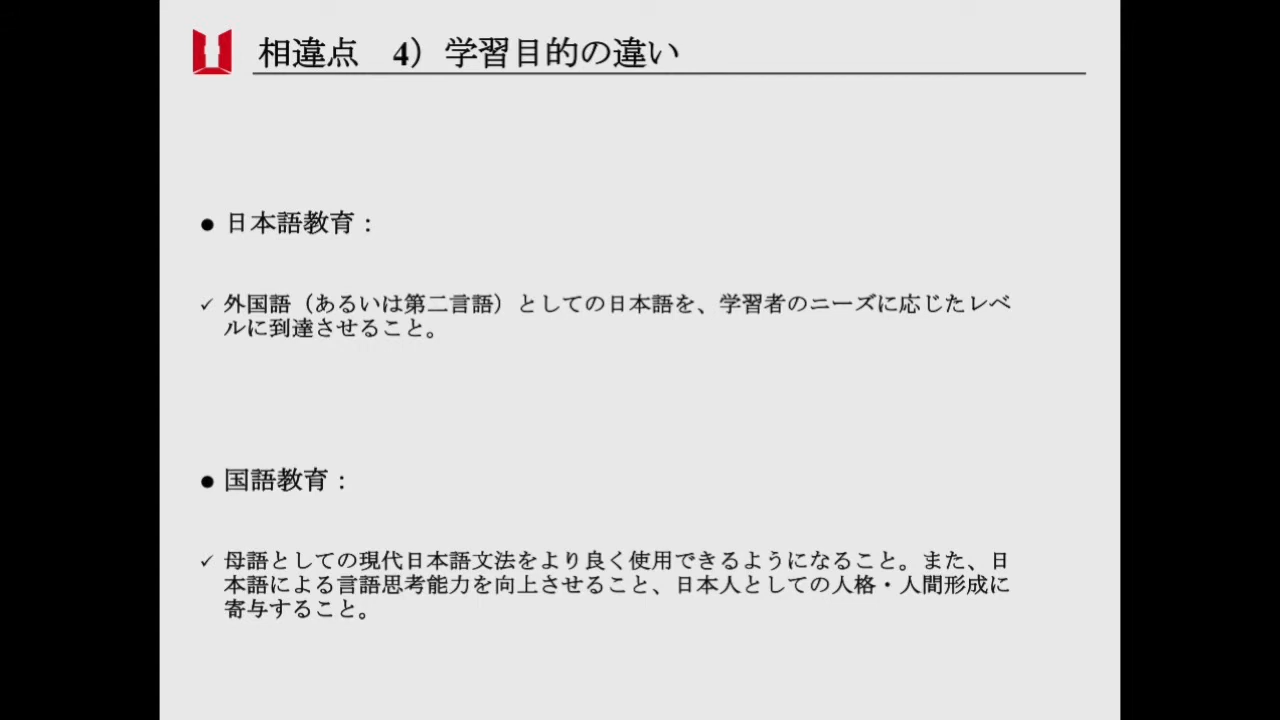 相違点　4）学習目的の違い
● 日本語教育：
✓ 外国語（あるいは第二言語）としての日本語を、学習者のニーズに応じたレベ
ルに到達させること。
● 国語教育：
✓ 母語としての現代日本語文法をより良く使用できるようになること。また、日
本語による言語思考能力を向上させること、日本人としての人格・人間形成に
寄与すること。